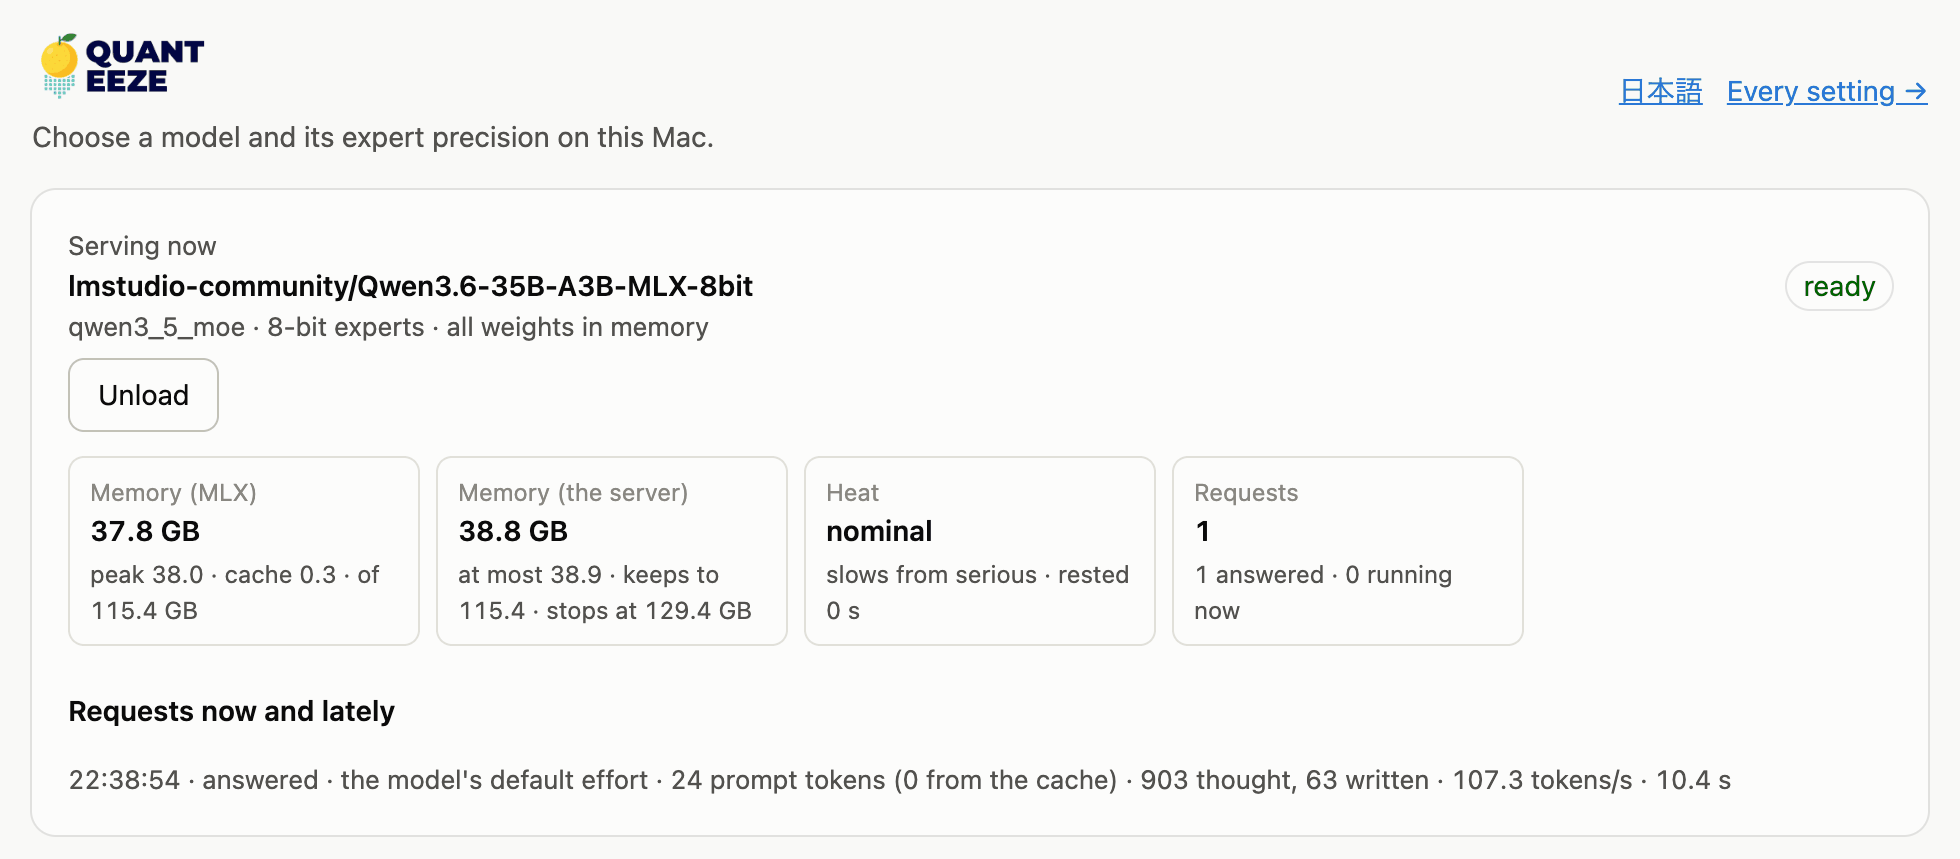 QUANT
EEZE
日本語 Every setting →
Choose a model and its expert precision on this Mac.
Serving now
lmstudio-community/Qwen3.6-35B-A3B-MLX-8bit
ready
qwen3_5_moe · 8-bit experts · all weights in memory
Unload
Memory (MLX)
37.8 GB
peak 38.0 · cache 0.3 · of
115.4 GB
Memory (the server)
38.8 GB
at most 38.9 · keeps to
115.4 · stops at 129.4 GB
Heat
nominal
slows from serious · rested
0 s
Requests
1
1 answered · 0 running
now
Requests now and lately
22:38:54 · answered · the model's default effort · 24 prompt tokens (0 from the cache) · 903 thought, 63 written · 107.3 tokens/s · 10.4 s